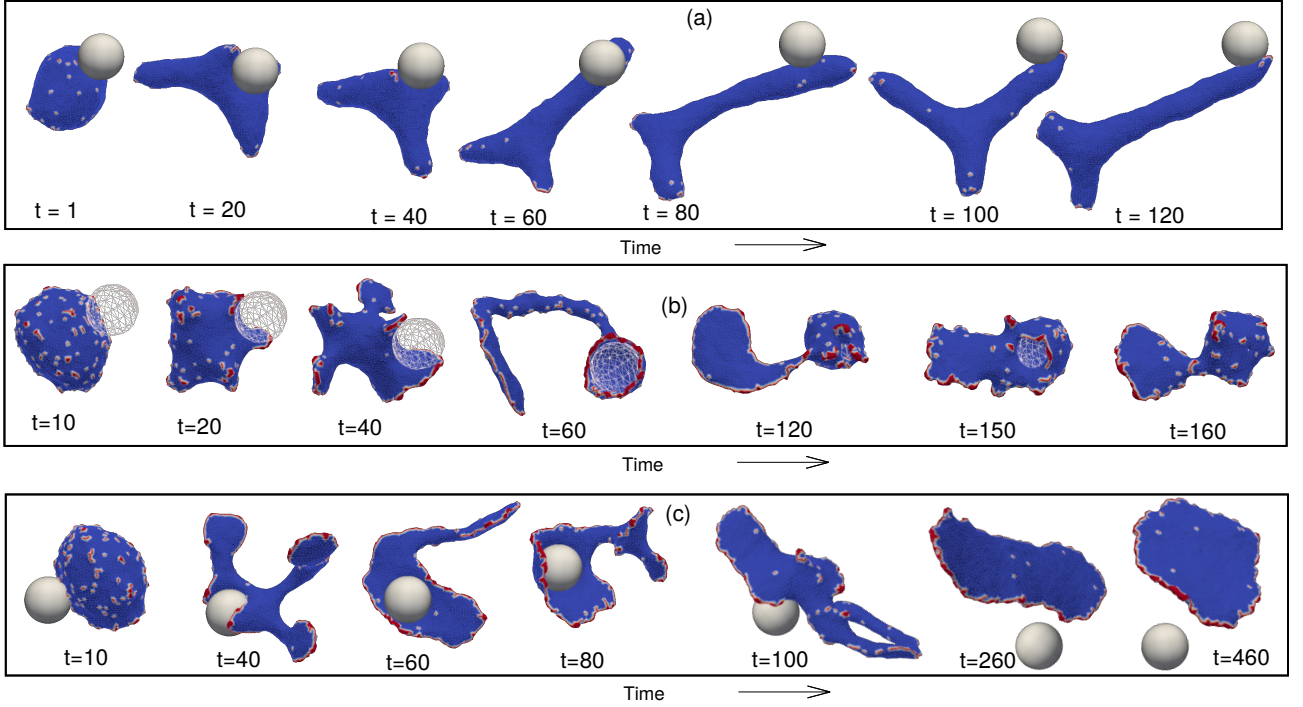 (a)
t = 1
t = 20
t = 40
t = 60
t = 80
t = 100
t = 120
Time
(b)
t=10
t=20
t=40
t=60
t=120
t=150
t=160
Time
(c)
t=10
t=40
t=60
t=80
t=100
t=260
t=460
Time